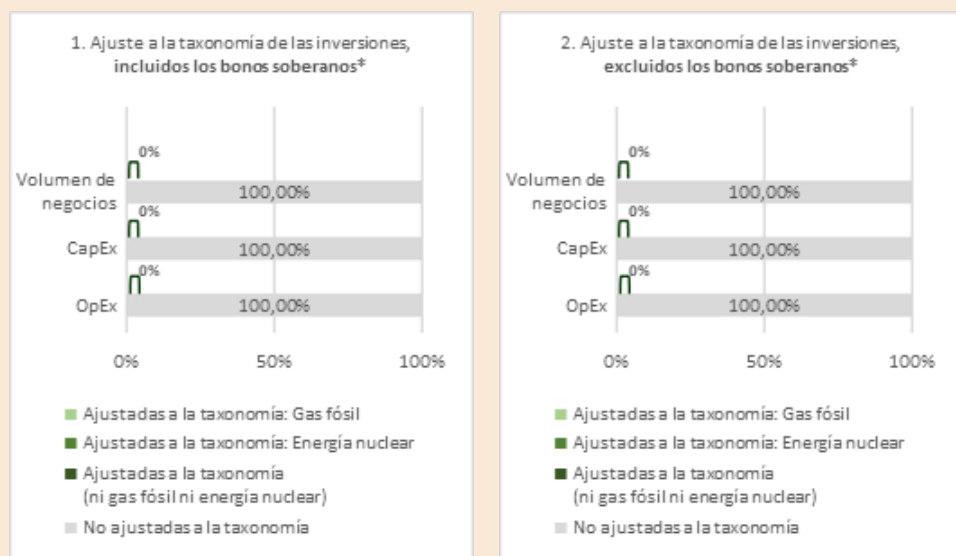 1. Ajuste a la taxonomía de las inversiones,
incluidos los bonos soberanos*
0%
Volumen de
negocios
100,00%
0%
CapEx
100,00%
0%
OpEx
100,00%
0%
50%
100%
Ajustadas a la taxonomía: Gas fósil
Ajustadas a la taxonomía: Energía nuclear
Ajustadas a la taxonomía
(ni gas fósil ni energía nuclear)
No ajustadas a la taxonomía
2. Ajuste a la taxonomía de las inversiones,
excluidos los bonos soberanos*
0%
Volumen de
negocios
100,00%
0%
CapEx
100,00%
0%
OpEx
100,00%
0%
50%
100%
Ajustadas a la taxonomía: Gas fósil
Ajustadas a la taxonomía: Energía nuclear
Ajustadas a la taxonomía
(ni gas fósil ni energía nuclear)
No ajustadas a la taxonomía